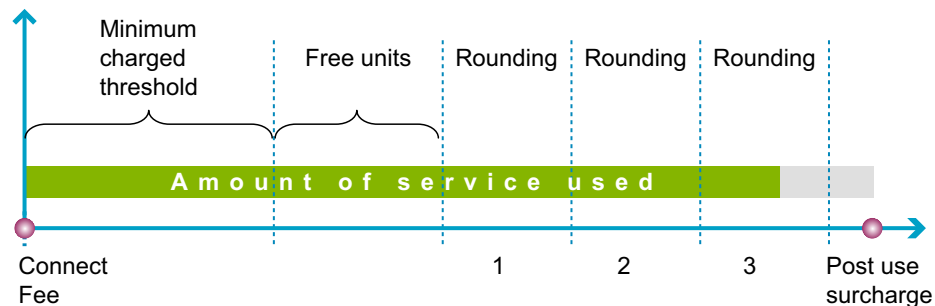 Minimum
charged
threshold
Free units
Rounding
Rounding
Rounding
Amount of service used
Connect
Fee
1
2
3
Post use
surcharge